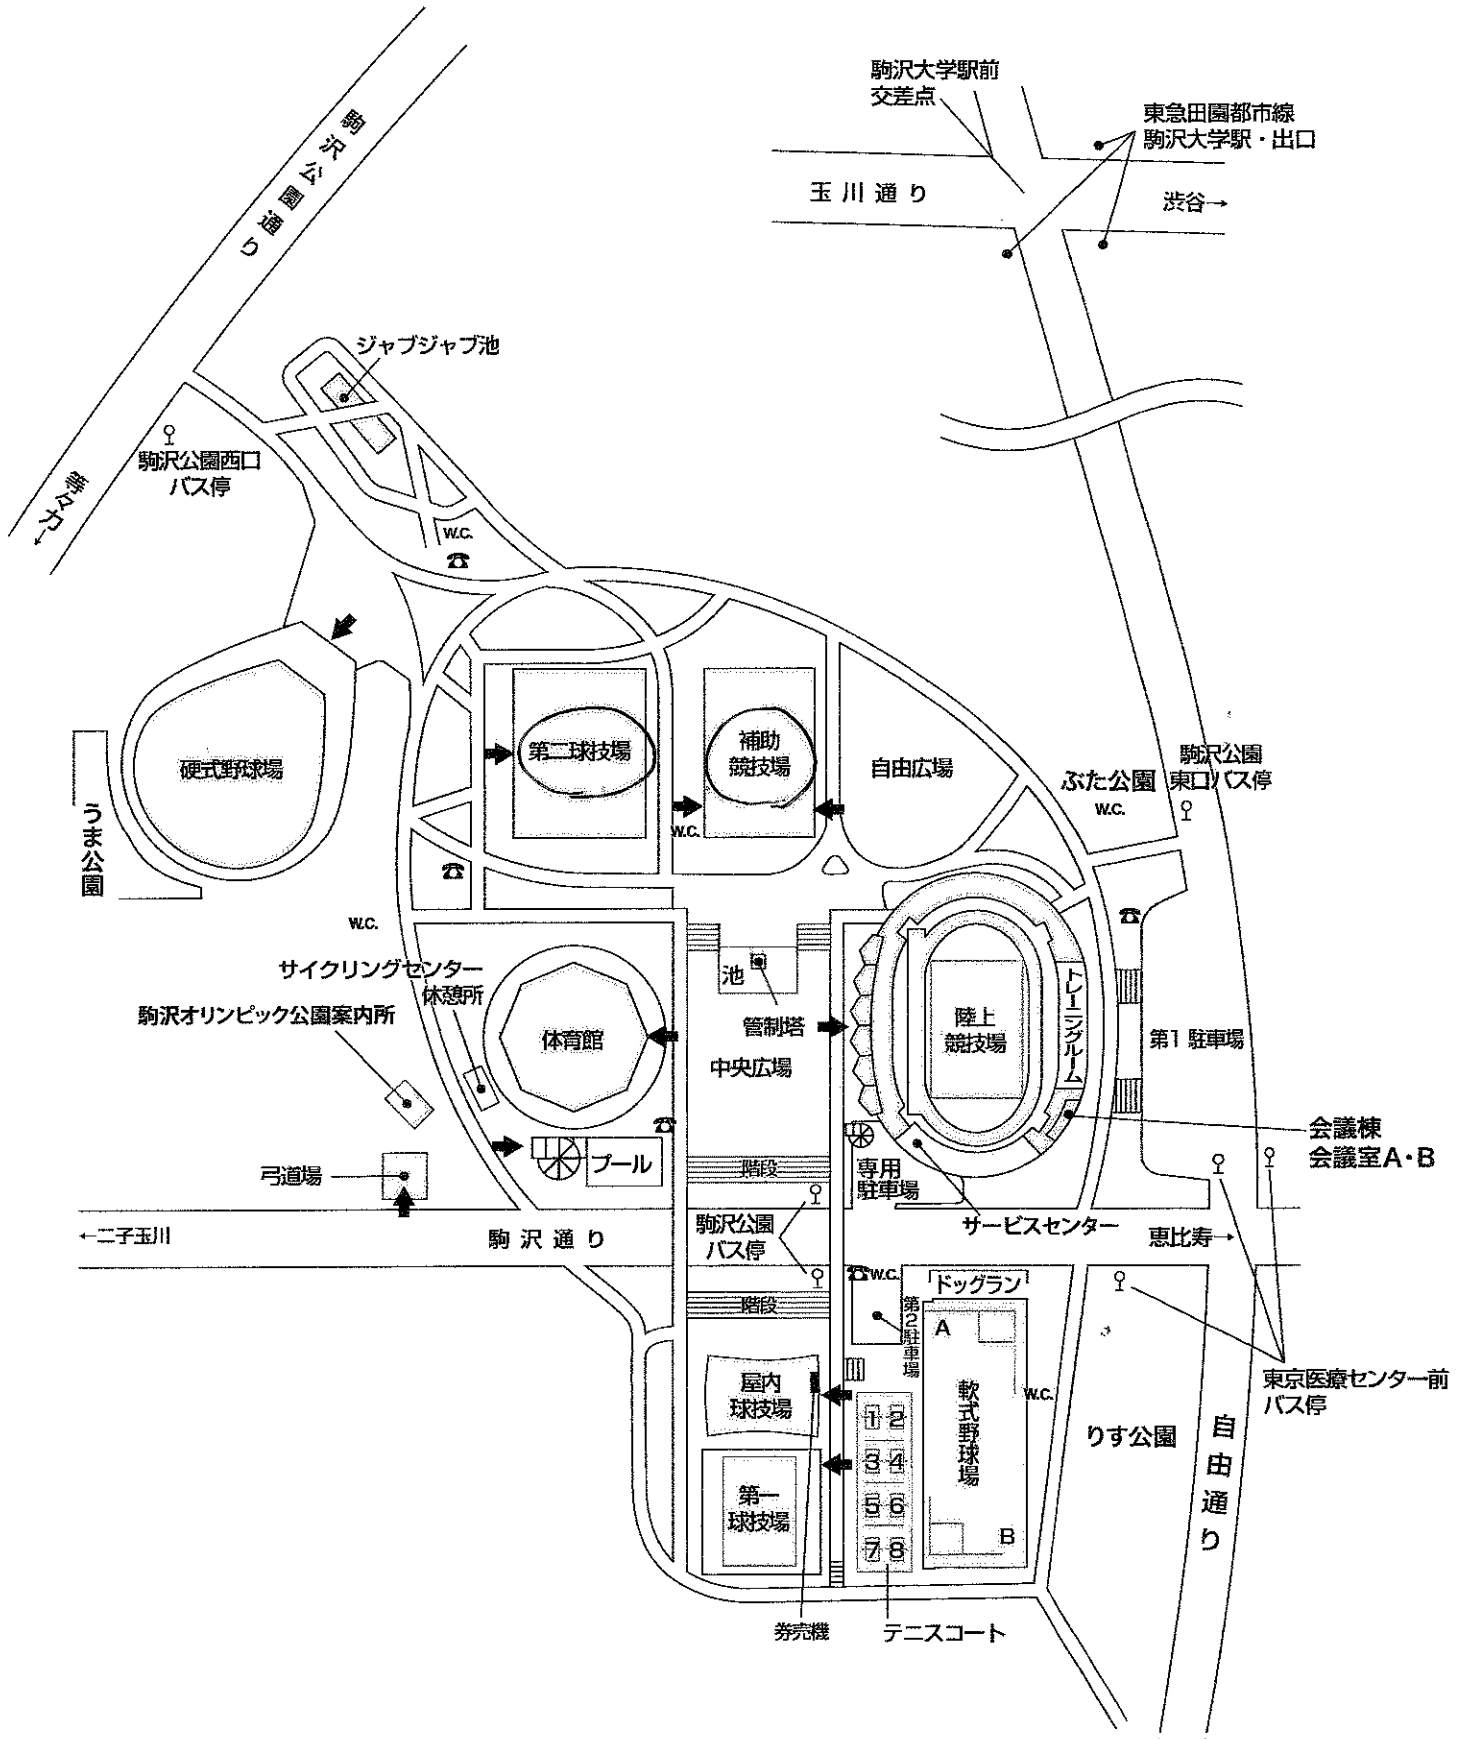 駒沢大学駅前
交差点
東急田園都市線
駒沢大学駅・出口
駒沢公園通り
玉川通り
渋谷→
ジャブジャブ池
駒沢公園西口
バス停
等々力→
W.C.
第二球技場
補助
競技場
自由広場
硬式野球場
うま公園
ぶた公園
W.C.
駒沢公園
東口バス停
W.C.
W.C.
サイクリングセンター
休憩所
駒沢オリンピック公園案内所
体育館
池
管制塔
中央広場
陸上
競技場
トレーニングルーム
第1駐車場
会議棟
会議室A・B
弓道場
プール
階段
専用
駐車場
サービスセンター
←二子玉川
駒沢通り
駒沢公園
バス停
恵比寿→
W.C.
ドッグラン
階段
第2駐車場
A
屋内
球技場
1 2
3 4
5 6
7 8
軟式野球場
W.C.
B
りす公園
東京医療センター前
バス停
自由通り
第一
球技場
券売機
テニスコート